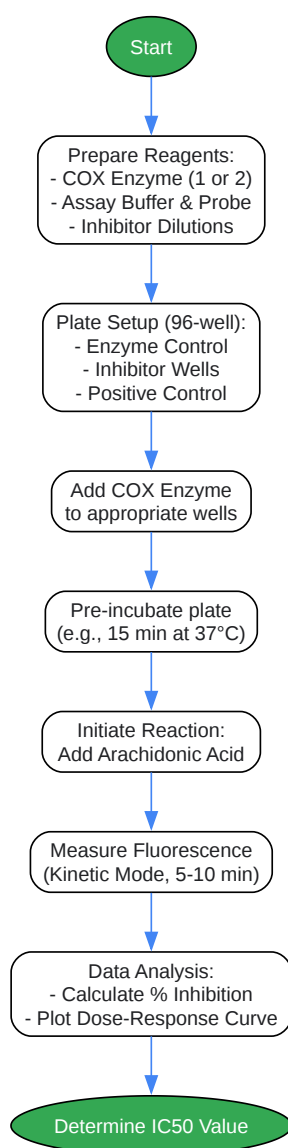 Start
Prepare Reagents:
- COX Enzyme (1 or 2)
- Assay Buffer & Probe
- Inhibitor Dilutions
Plate Setup (96-well):
- Enzyme Control
- Inhibitor Wells
- Positive Control
Add COX Enzyme
to appropriate wells
Pre-incubate plate
(e.g., 15 min at 37°C)
Initiate Reaction:
Add Arachidonic Acid
Measure Fluorescence
(Kinetic Mode, 5-10 min)
Data Analysis:
- Calculate % Inhibition
- Plot Dose-Response Curve
Determine IC50 Value